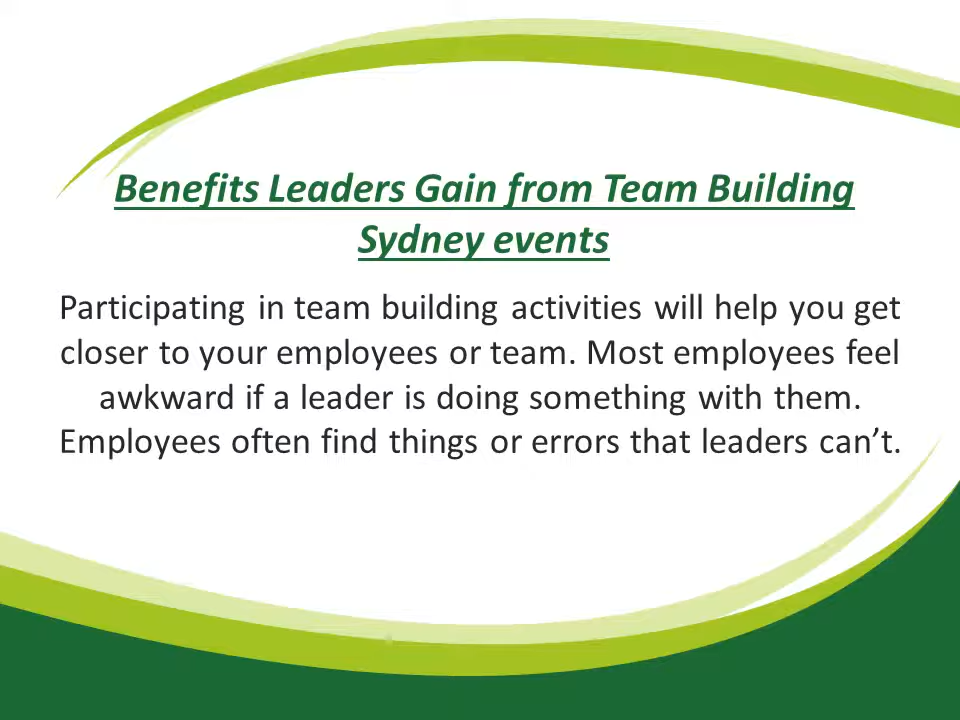 Benefits Leaders Gain from Team Building
Sydney events
Participating in team building activities will help you get
closer to your employees or team. Most employees feel
awkward if a leader is doing something with them.
Employees often find things or errors that leaders can’t.